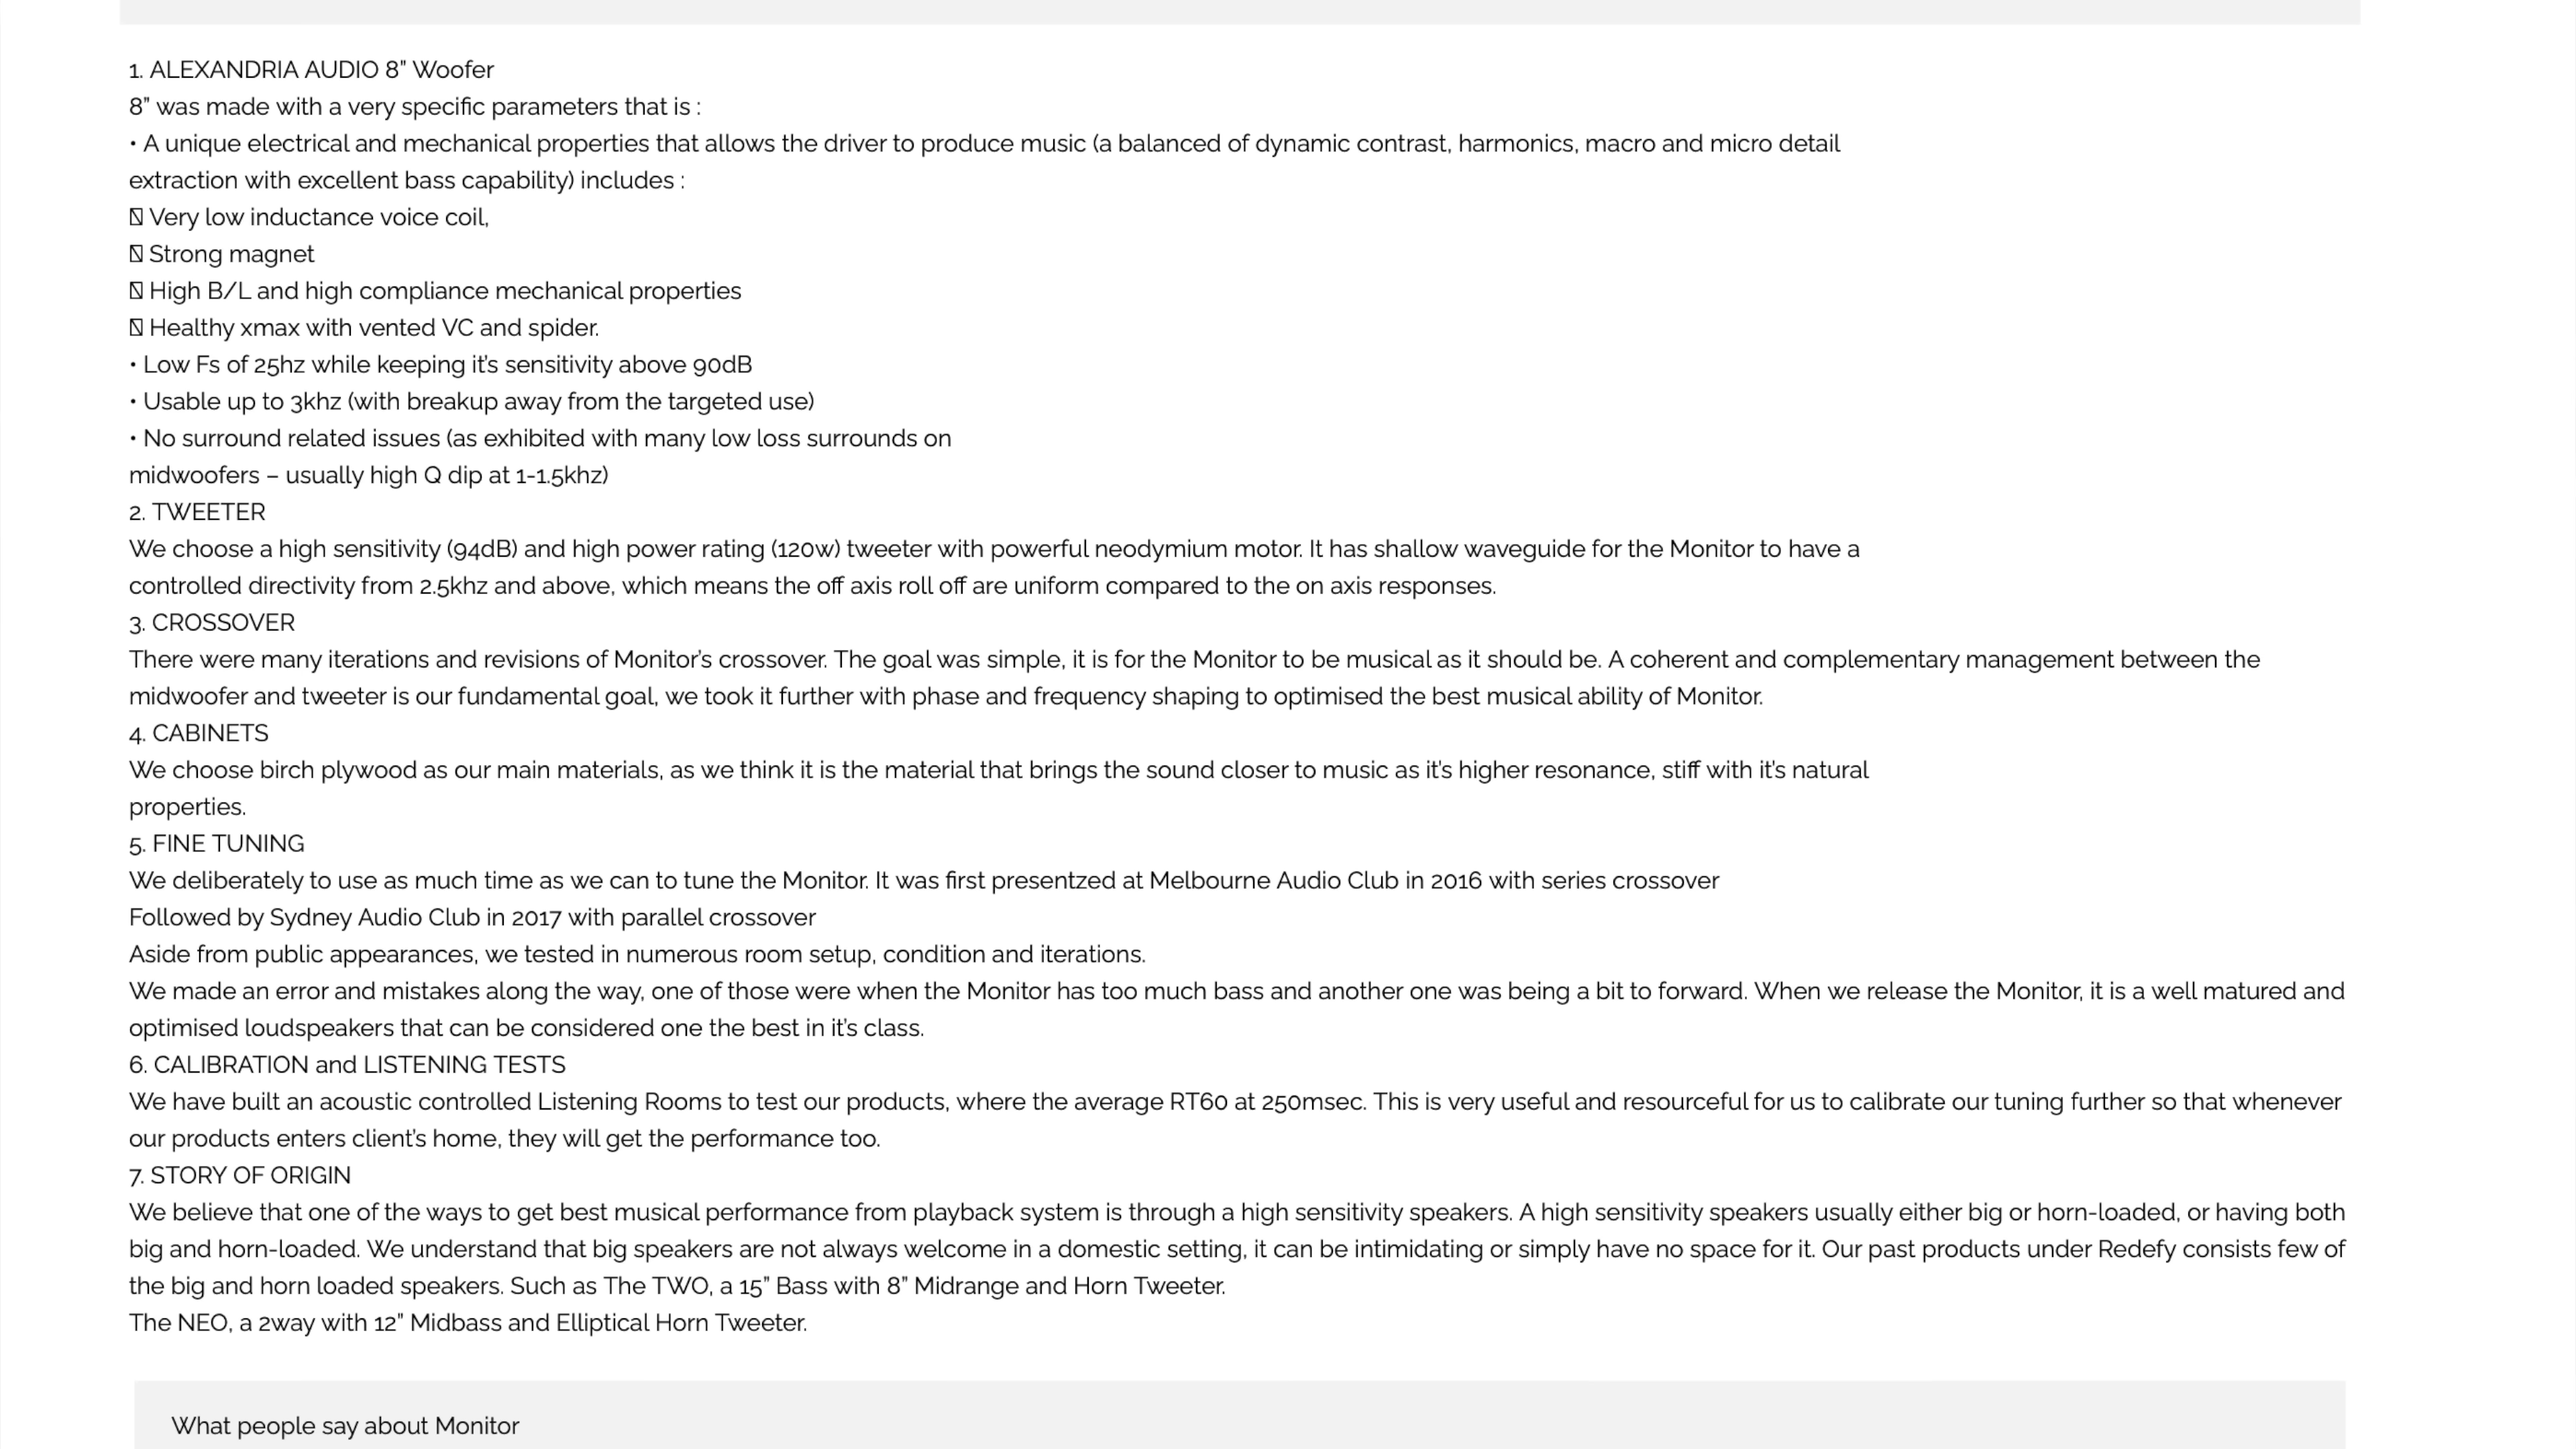 1. ALEXANDRIA AUDIO 8” Woofer
8” was made with a very specific parameters that is :
• A unique electrical and mechanical properties that allows the driver to produce music (a balanced of dynamic contrast, harmonics, macro and micro detail
extraction with excellent bass capability) includes :
 Very low inductance voice coil,
 Strong magnet
 High B/L and high compliance mechanical properties
 Healthy xmax with vented VC and spider.
• Low Fs of 25hz while keeping it’s sensitivity above 90dB
• Usable up to 3khz (with breakup away from the targeted use)
• No surround related issues (as exhibited with many low loss surrounds on
midwoofers – usually high Q dip at 1-1.5khz)
2. TWEETER
We choose a high sensitivity (94dB) and high power rating (120w) tweeter with powerful neodymium motor. It has shallow waveguide for the Monitor to have a
controlled directivity from 2.5khz and above, which means the off axis roll off are uniform compared to the on axis responses.
3. CROSSOVER
There were many iterations and revisions of Monitor’s crossover. The goal was simple, it is for the Monitor to be musical as it should be. A coherent and complementary management between the
midwoofer and tweeter is our fundamental goal, we took it further with phase and frequency shaping to optimised the best musical ability of Monitor.
4. CABINETS
We choose birch plywood as our main materials, as we think it is the material that brings the sound closer to music as it’s higher resonance, stiff with it’s natural
properties.
5. FINE TUNING
We deliberately to use as much time as we can to tune the Monitor. It was first presentzed at Melbourne Audio Club in 2016 with series crossover
Followed by Sydney Audio Club in 2017 with parallel crossover
Aside from public appearances, we tested in numerous room setup, condition and iterations.
We made an error and mistakes along the way, one of those were when the Monitor has too much bass and another one was being a bit to forward. When we release the Monitor, it is a well matured and
optimised loudspeakers that can be considered one the best in it’s class.
6. CALIBRATION and LISTENING TESTS
We have built an acoustic controlled Listening Rooms to test our products, where the average RT60 at 250msec. This is very useful and resourceful for us to calibrate our tuning further so that whenever
our products enters client’s home, they will get the performance too.
7. STORY OF ORIGIN
We believe that one of the ways to get best musical performance from playback system is through a high sensitivity speakers. A high sensitivity speakers usually either big or horn-loaded, or having both
big and horn-loaded. We understand that big speakers are not always welcome in a domestic setting, it can be intimidating or simply have no space for it. Our past products under Redefy consists few of
the big and horn loaded speakers. Such as The TWO, a 15” Bass with 8” Midrange and Horn Tweeter.
The NEO, a 2way with 12” Midbass and Elliptical Horn Tweeter.
What people say about Monitor